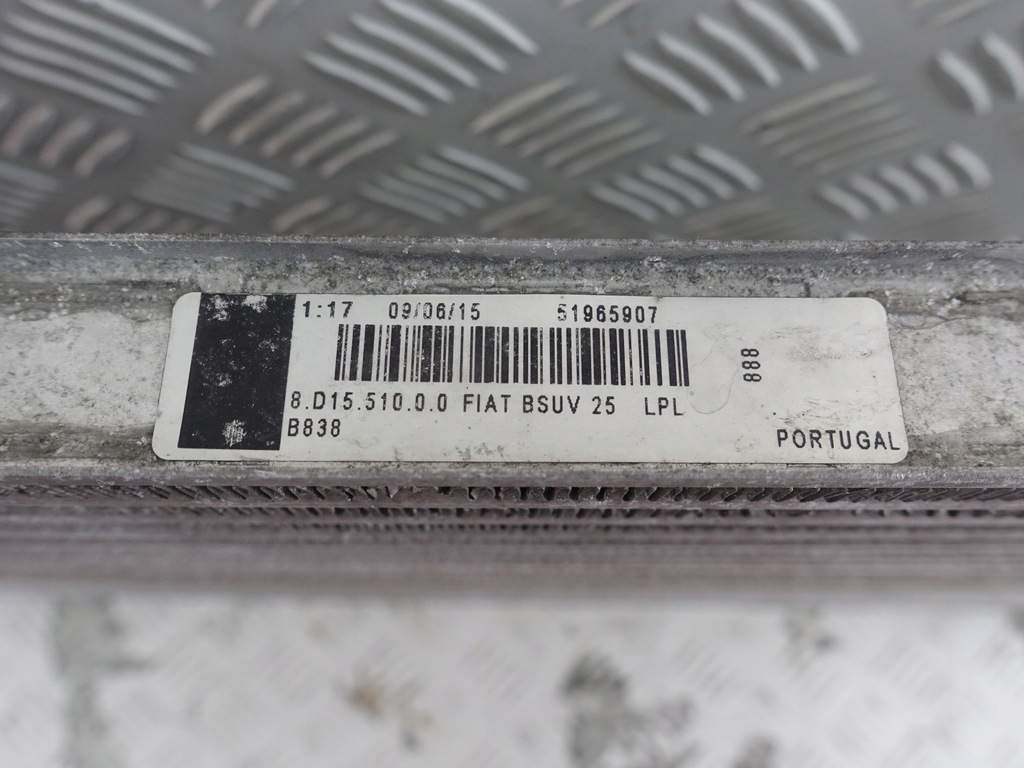 1:17 09/06/15 51965907
8.D15.510.0.0 FIAT BSUV 25 LPL
B838
888
PORTUGAL